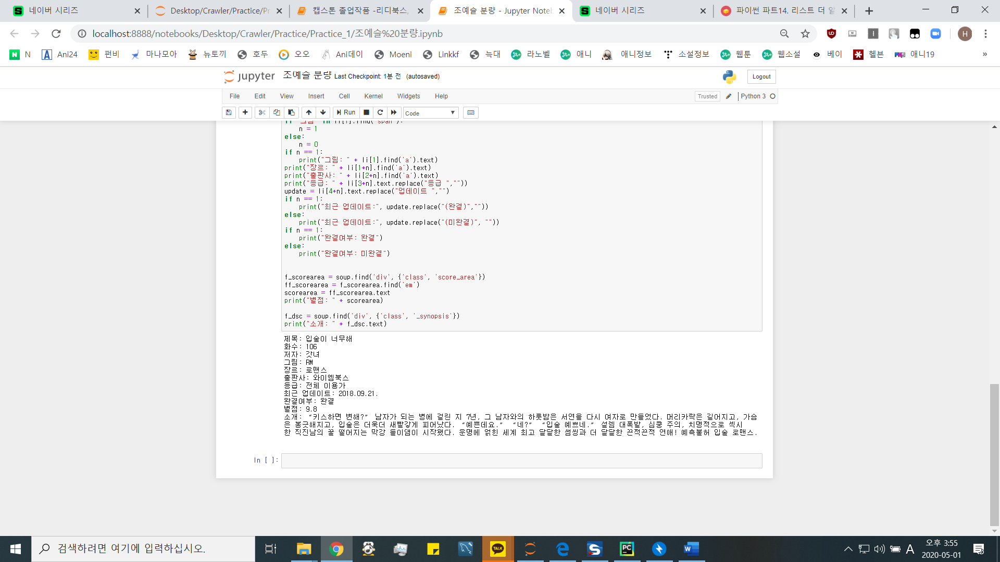 네이버 시리즈
Desktop/Crawler/Practice/Pr
캡스톤 졸업작품 -리디북스,
조예슬 분량 - Jupyter Noteb
네이버 시리즈
파이썬 파트14. 리스트 더 알
localhost:8888/notebooks/Desktop/Crawler/Practice/Practice_1/조예슬%20분량.ipynb
H
N
Ani24
펀비
마나모아
뉴토끼
호두
오오
Ani데이
Moeni
Linkkf
늑대
라노벨
애니
애니정보
소설정보
웹툰
웹소설
베이
헬븐
애니19
»
jupyter 조예슬 분량 Last Checkpoint: 1분 전 (autosaved)
Logout
File Edit View Insert Cell Kernel Widgets Help
Trusted Python 3
Run Code
if "그림" in li[1].find('span'):
n = 1
else:
n = 0
if n == 1:
print("그림: " + li[1].find('a').text)
print("장르: " + li[1+n].find('a').text)
print("출판사: " + li[2+n].find('a').text)
print("등급: " + li[3+n].text.replace("등급 ",""))
update = li[4+n].text.replace("업데이트 ","")
if n == 1:
print("최근 업데이트:", update.replace("(완결)",""))
else:
print("최근 업데이트:", update.replace("(미완결)", ""))
if n == 1:
print("완결여부: 완결")
else:
print("완결여부: 미완결")
f_scorearea = soup.find('div', {'class', 'score_area'})
ff_scorearea = f_scorearea.find('em')
scorearea = ff_scorearea.text
print("별점: " + scorearea)
f_dsc = soup.find('div', {'class', '_synopsis'})
print("소개: " + f_dsc.text)
제목: 입술이 너무해
화수: 106
저자: 갓녀
그림: RM
장르: 로맨스
출판사: 와이엠북스
등급: 전체 이용가
최근 업데이트: 2018.09.21.
완결여부: 완결
별점: 9.8
소개: “키스하면 변해?” 남자가 되는 병에 걸린 지 7년, 그 남자와의 하룻밤은 서연을 다시 여자로 만들었다. 머리카락은 길어지고, 가슴
은 봉긋해지고, 입술은 더욱더 새빨갛게 피어났다. “예쁜데요.” “네?” “입술 예쁘네.” 설렘 대폭발, 심쿵 주의, 치명적으로 섹시
한 직진남의 꿀 떨어지는 막강 들이댐이 시작됐다. 운명에 얽힌 세계 최고 달달한 썸씽과 더 달달한 끈적끈적 연애! 예측불허 입술 로맨스.
In [ ]:
검색하려면 여기에 입력하십시오.
TALK
PC
A
오후 3:55
2020-05-01